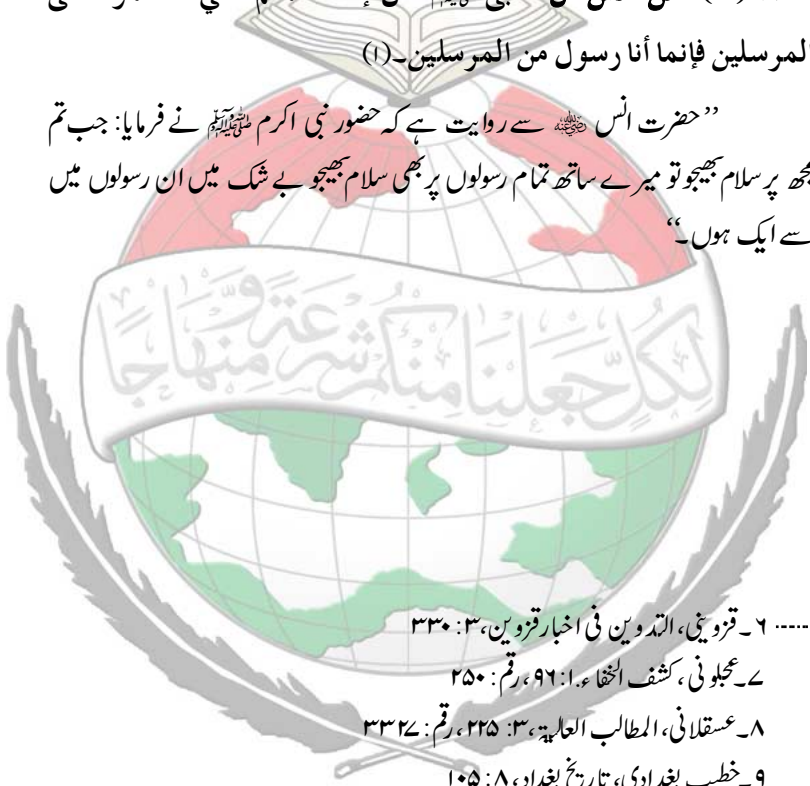 المرسلين فإنما أنا رسول من المرسلين۔(۱)
’’حضرت انس ﷺ سے روایت ہے کہ حضور نبی اکرم ﷺ نے فرمایا: جب تم
مجھ پر سلام بھیجو تو میرے ساتھ تمام رسولوں پر بھی سلام بھیجو بے شک میں ان رسولوں میں
سے ایک ہوں۔‘‘
لِكُلٍّ جَعَلْنَا مِنكُمْ شِرْعَةً وَّمِنْهَاجًا
۶۔ قزوینی، التدوین فی اخبار قزوین، ۳: ۳۳۰
۷۔ عجلونی، کشف الخفاء، ۱: ۹۶، رقم: ۲۵۰
۸۔ عسقلانی، المطالب العالیۃ، ۳: ۲۲۵، رقم: ۳۳۲۷
۹۔ خطیب بغدادی، تاریخ بغداد، ۸: ۱۰۵